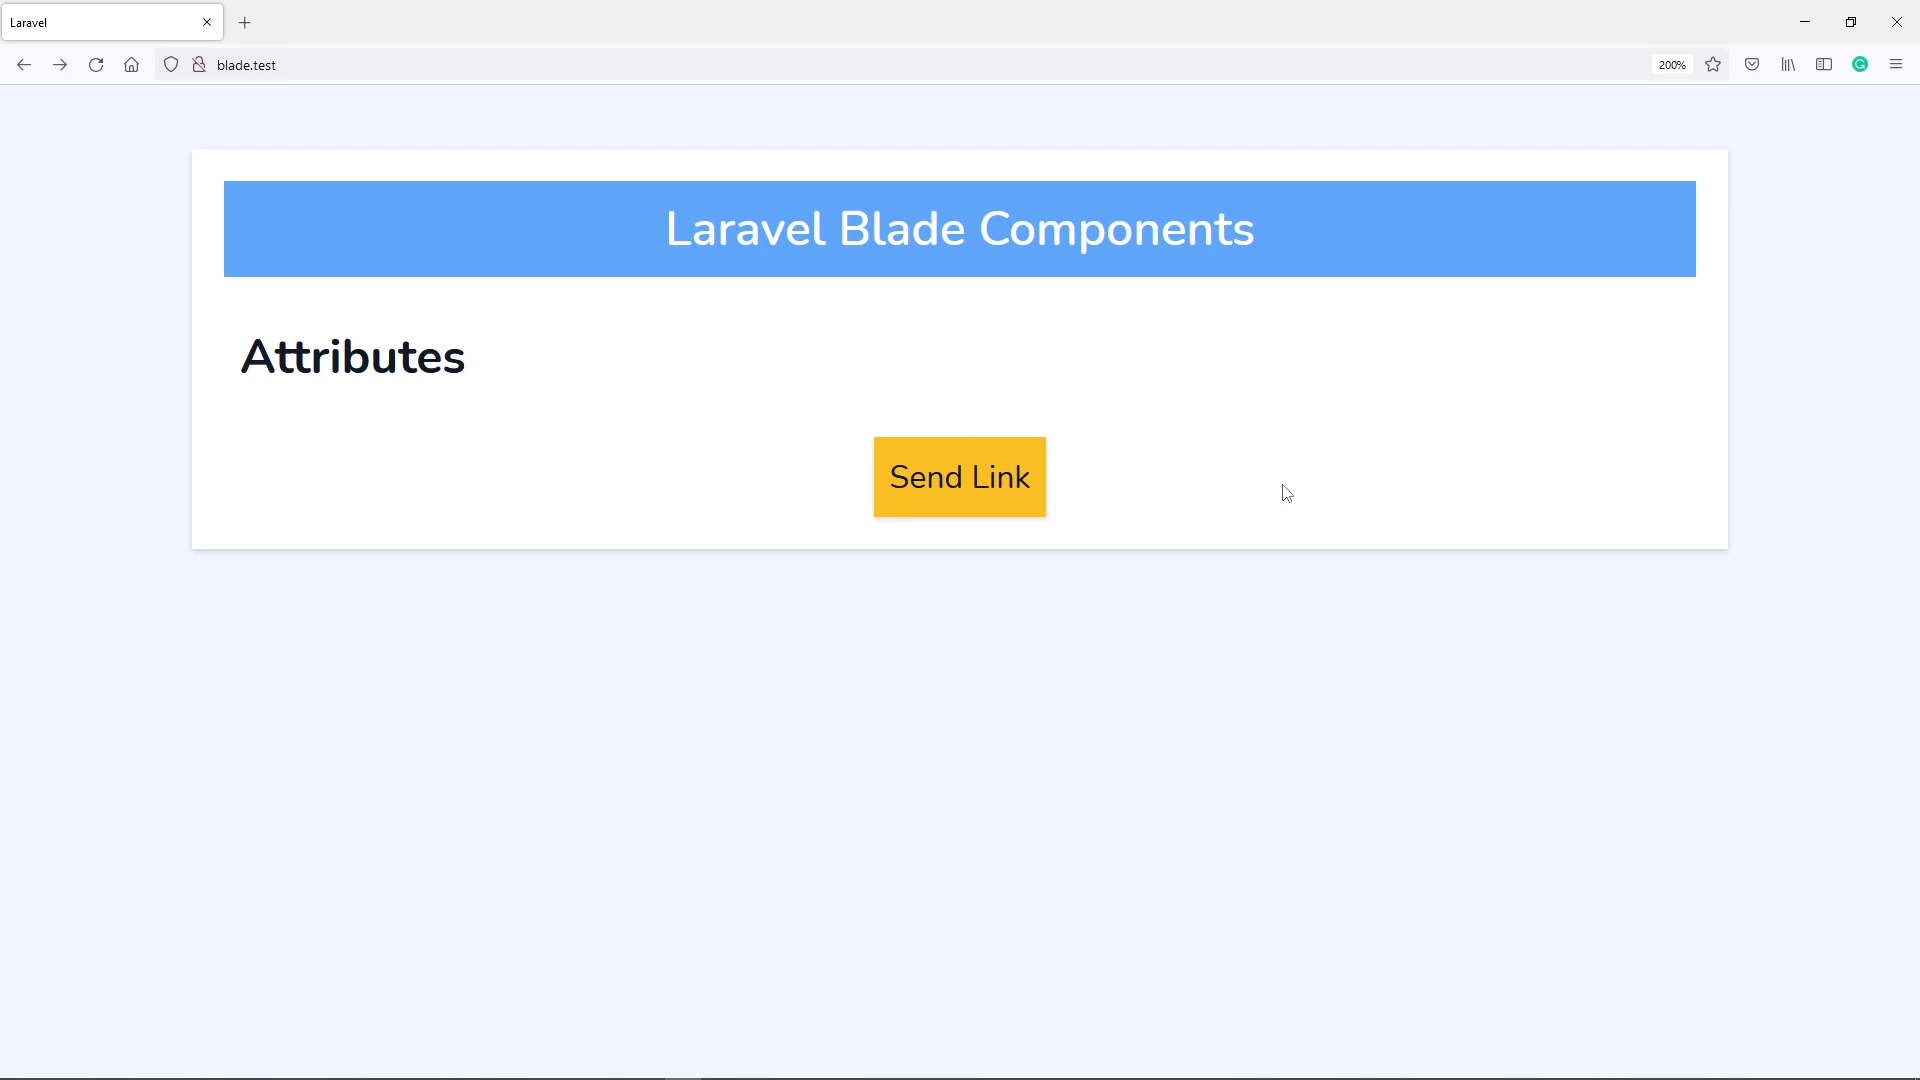 Laravel
blade.test
200%
Laravel Blade Components
Attributes
Send Link